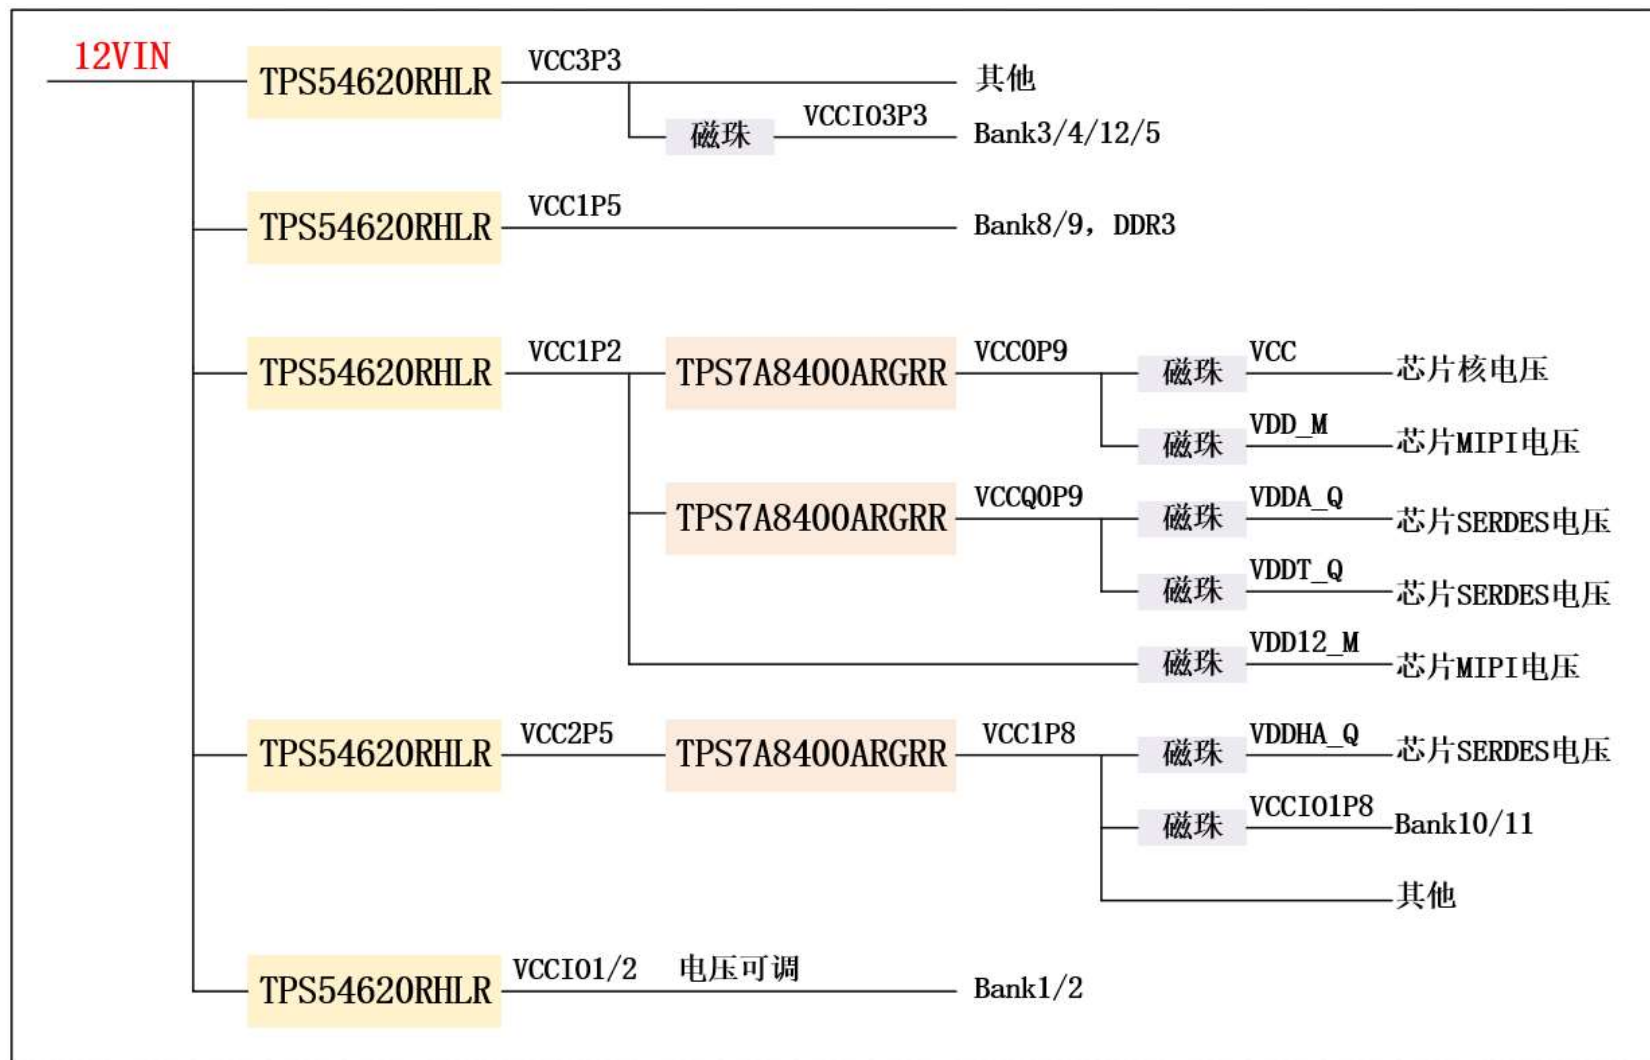 12VIN
TPS54620RHLR VCC3P3 其他
磁珠 VCCIO3P3 Bank3/4/12/5
TPS54620RHLR VCC1P5 Bank8/9, DDR3
TPS54620RHLR VCC1P2 TPS7A8400ARGRR VCC0P9 磁珠 VCC 芯片核电压
磁珠 VDD_M 芯片MIPI电压
TPS7A8400ARGRR VCCQ0P9 磁珠 VDDA_Q 芯片SERDES电压
磁珠 VDDT_Q 芯片SERDES电压
磁珠 VDD12_M 芯片MIPI电压
TPS54620RHLR VCC2P5 TPS7A8400ARGRR VCC1P8 磁珠 VDDHA_Q 芯片SERDES电压
磁珠 VCCIO1P8 Bank10/11
其他
TPS54620RHLR VCCIO1/2 电压可调 Bank1/2